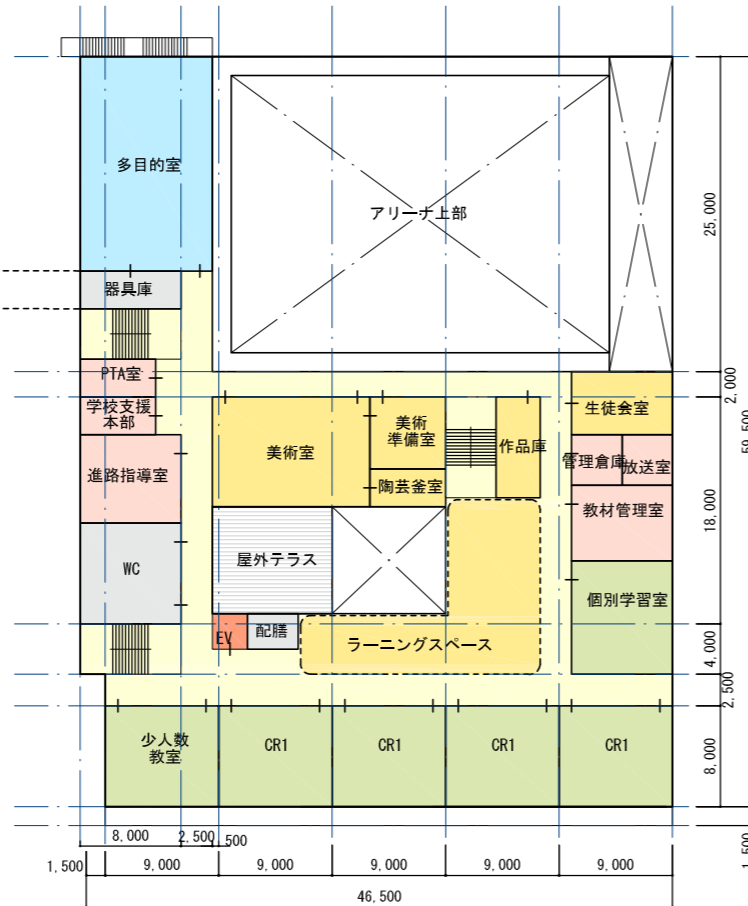 多目的室
アリーナ上部
25,000
器具庫
PTA室
2,000
学校支援
本部
美術
準備室
生徒会室
59,500
美術室
作品庫
管理倉庫
放送室
進路指導室
陶芸釜室
教材管理室
18,000
WC
屋外テラス
個別学習室
EV
配膳
ラーニングスペース
4,000
2,500
少人数
教室
CR1
CR1
CR1
CR1
8,000
8,000
2,500
500
1,500
1,500
9,000
9,000
9,000
9,000
9,000
46,500